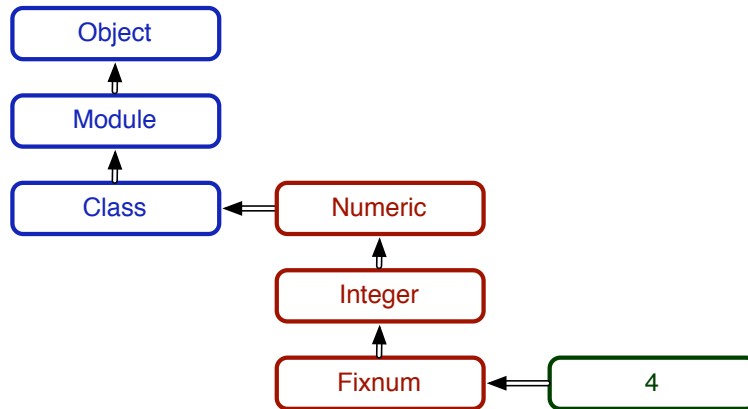 Object
Module
Class
Numeric
Integer
Fixnum
4